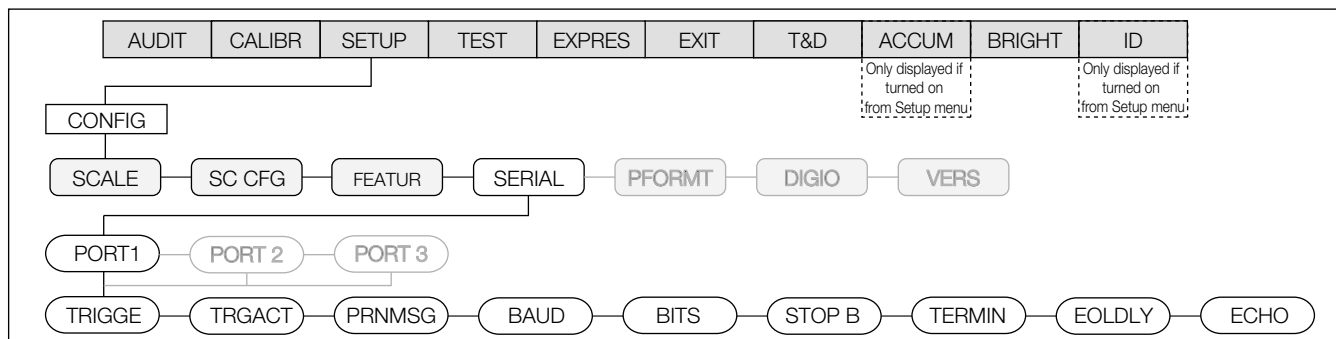 AUDIT CALIBR SETUP TEST EXPRES EXIT T&D ACCUM BRIGHT ID
Only displayed if turned on from Setup menu
Only displayed if turned on from Setup menu
CONFIG
SCALE SC CFG FEATUR SERIAL PFORMT DIGIO VERS
PORT1 PORT 2 PORT 3
TRIGGE TRGACT PRNMSG BAUD BITS STOP B TERMIN EOLDLY ECHO